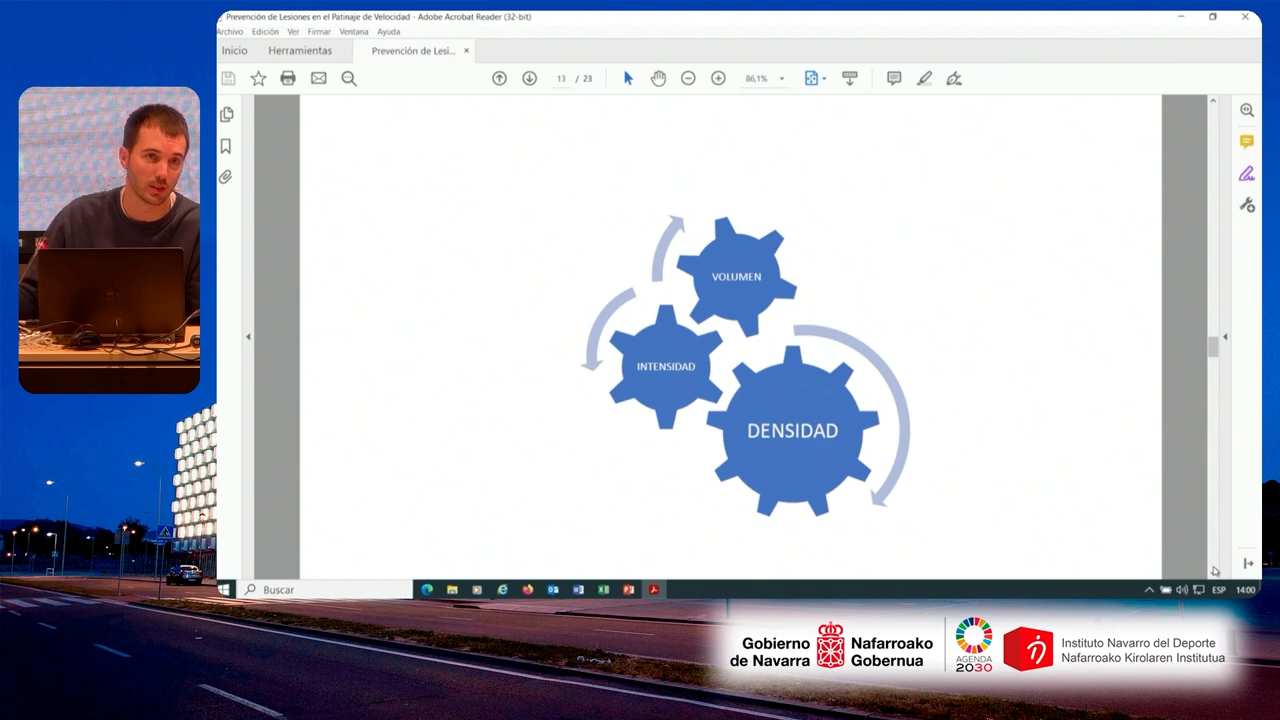 Prevención de Lesiones en el Patinaje de Velocidad - Adobe Acrobat Reader (32-bit)
Archivo Edición Ver Firmar Ventana Ayuda
Inicio Herramientas Prevención de Lesi... ×
13 / 23 86,1%
VOLUMEN
INTENSIDAD
DENSIDAD
Buscar
ESP 14:00
Gobierno de Navarra
Nafarroako Gobernua
AGENDA
2030
Instituto Navarro del Deporte
Nafarroako Kirolaren Institutua